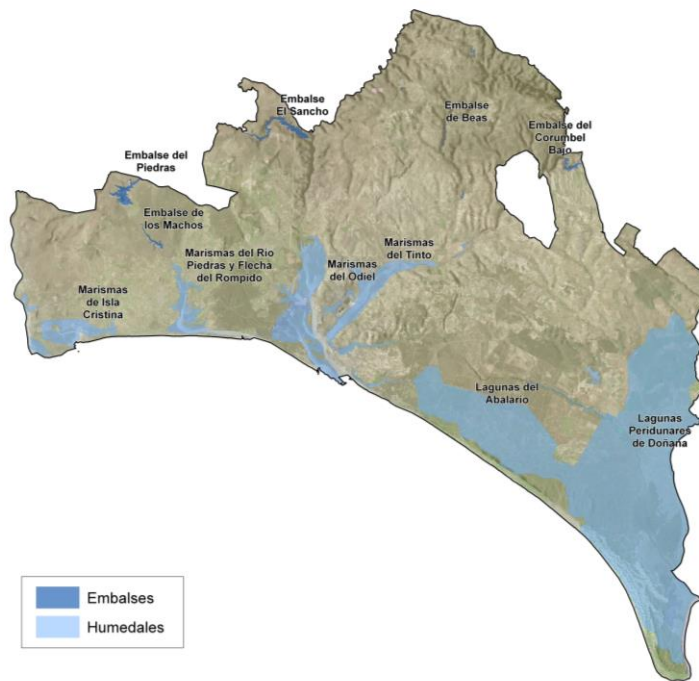 Embalse
El Sancho
Embalse
de Beas
Embalse del
Corumbel
Bajo
Embalse del
Piedras
Embalse de
los Machos
Marismas del Rio
Piedras y Flecha
del Rompido
Marismas
del Odiel
Marismas
del Tinto
Marismas
de Isla
Cristina
Lagunas del
Abalario
Lagunas
Peridunares
de Doñana
Embalses
Humedales